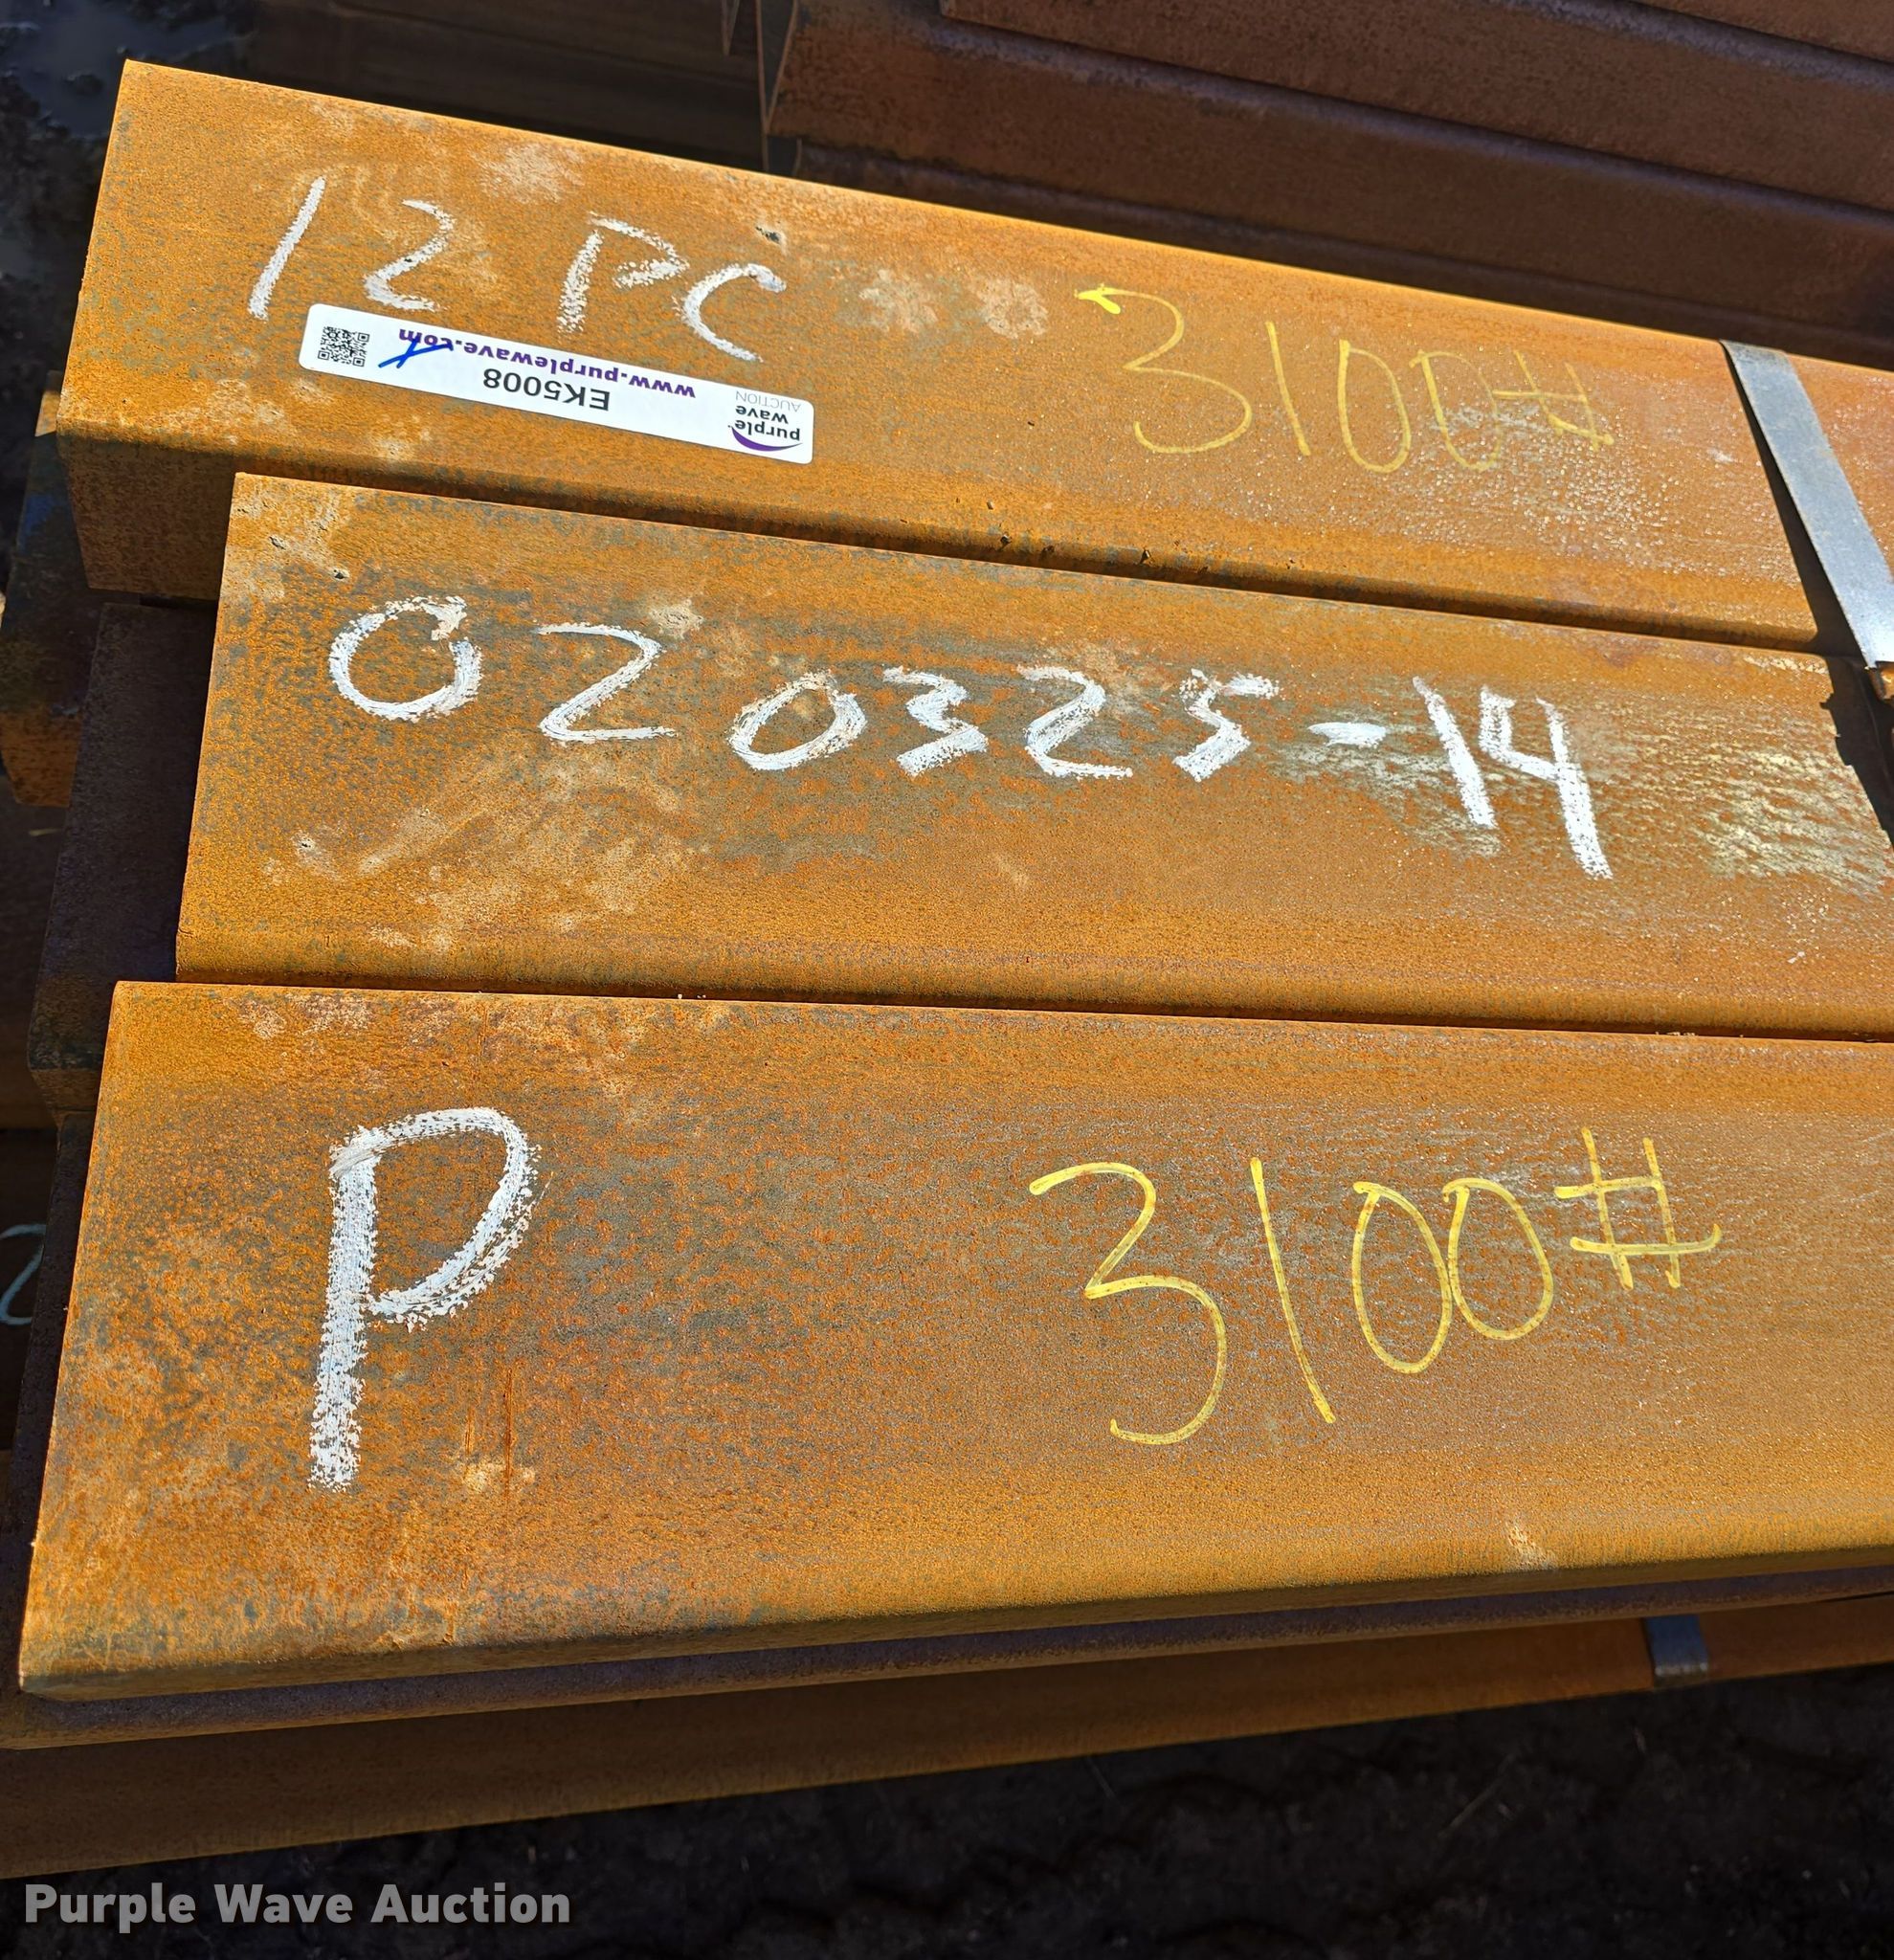 12 PC
3100#
purple wave
AUCTION
EK5008
www.purplewave.com
020325-14
P
3100#
Purple Wave Auction